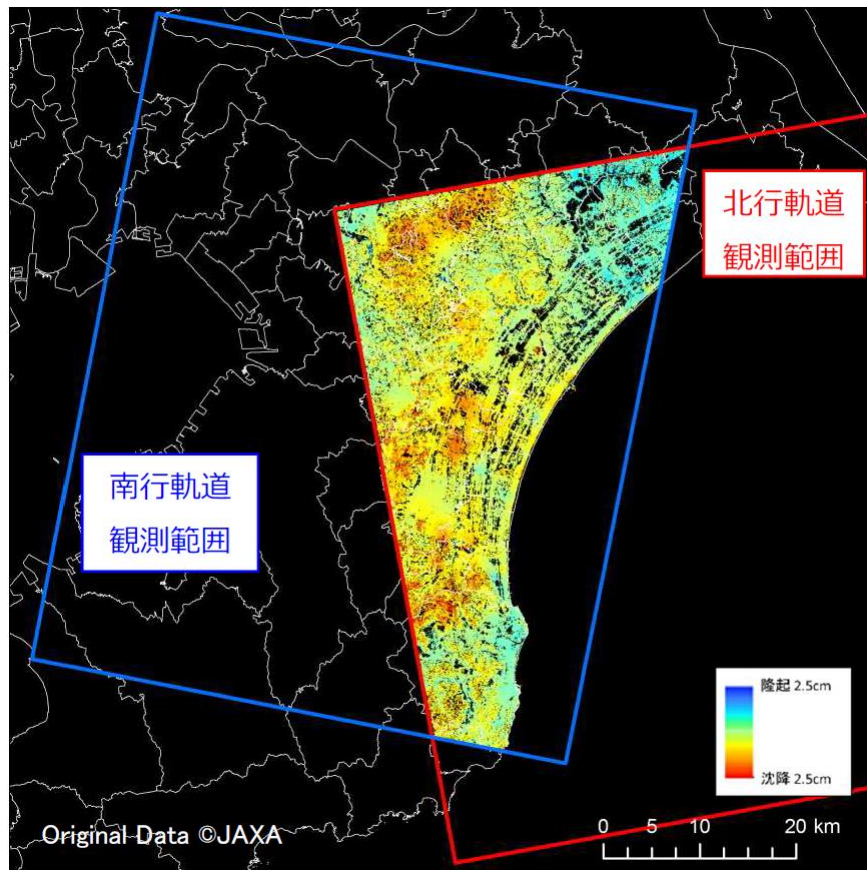 北行軌道
観測範囲
南行軌道
観測範囲
隆起 2.5cm
沈降 2.5cm
Original Data ©JAXA
0 5 10 20 km